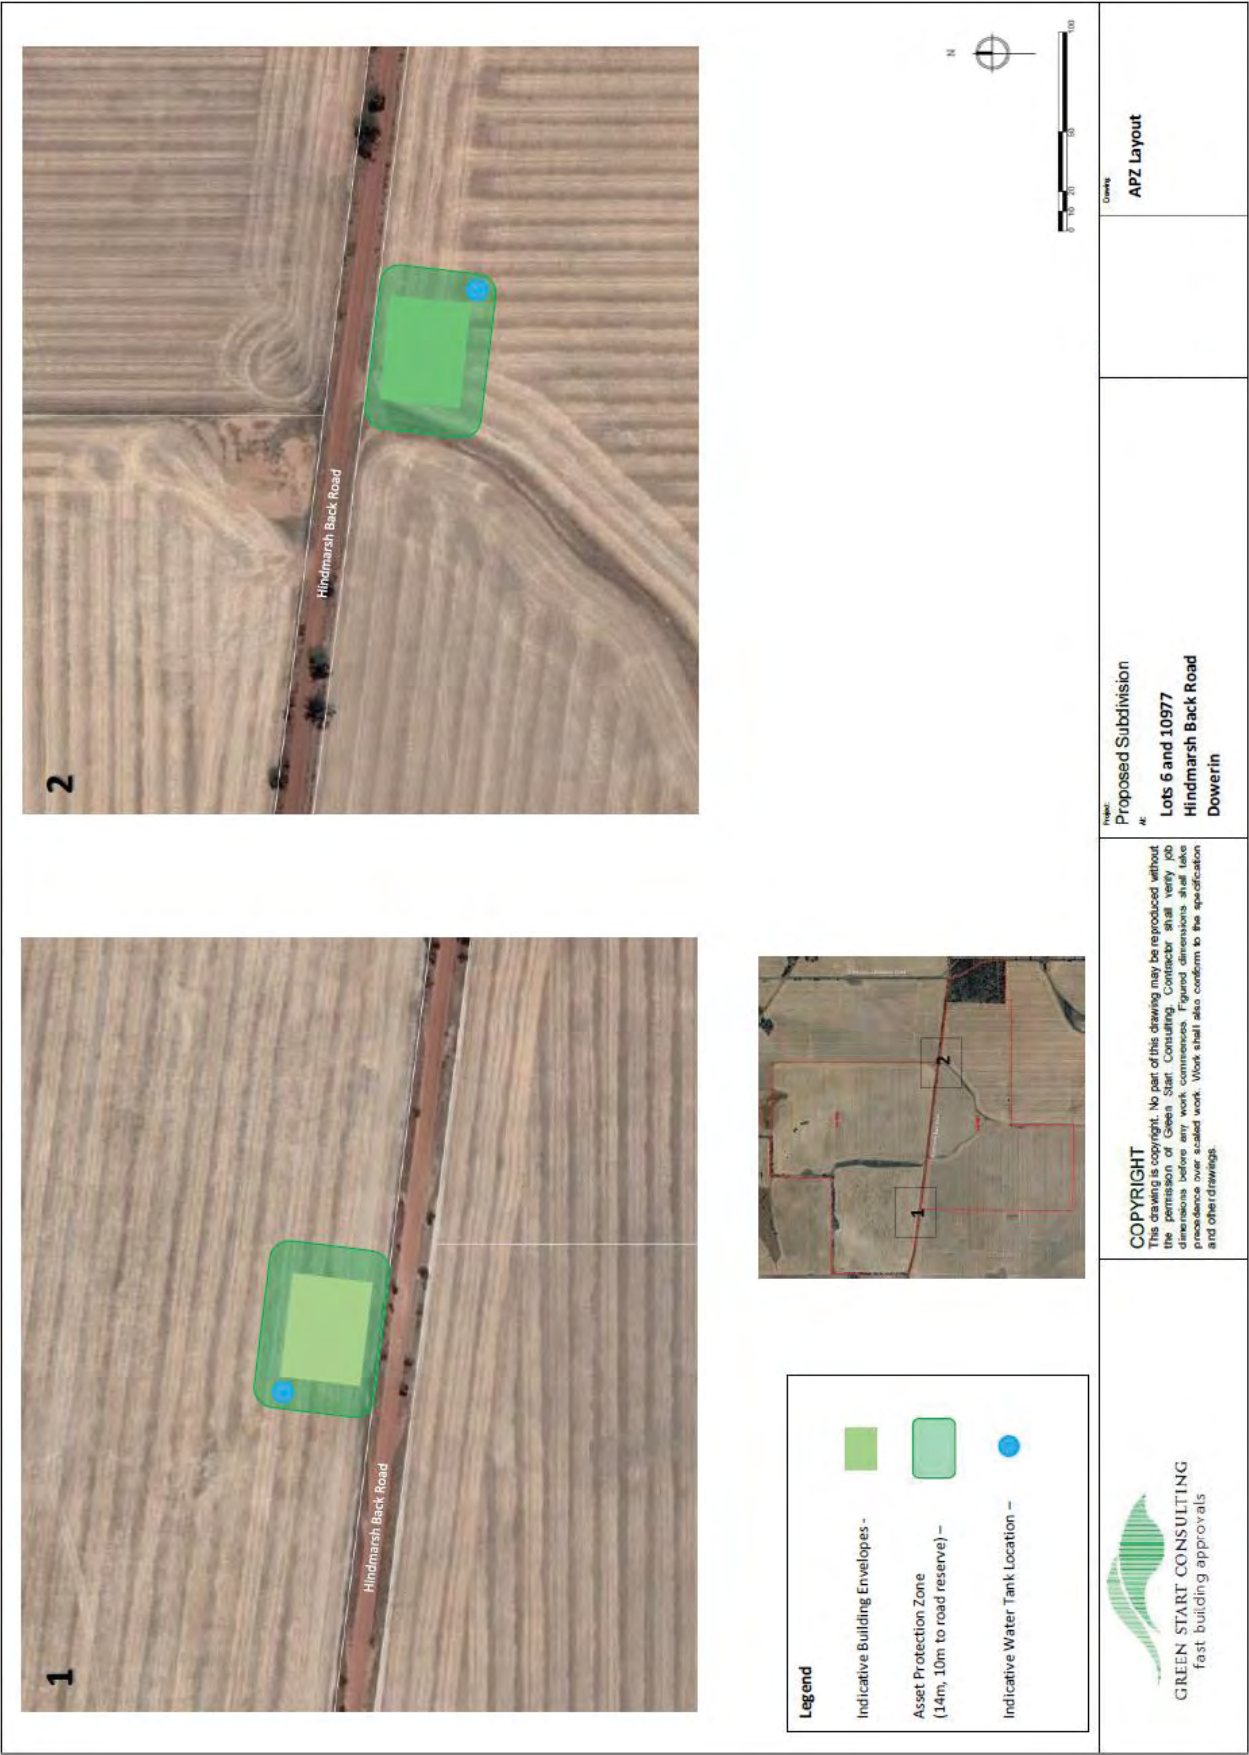 1
Hindmarsh Back Road
2
Hindmarsh Back Road
Legend
Indicative Building Envelopes -
Asset Protection Zone
(14m, 10m to road reserve) –
Indicative Water Tank Location –
1
2
N
0 10 20 50 100
GREEN START CONSULTING
fast building approvals
COPYRIGHT
This drawing is copyright. No part of this drawing may be reproduced without
the permission of Green Start Consulting. Contractor shall verify job
dimensions before any work commences. Figured dimensions shall take
precedence over scaled work. Work shall also conform to the specification
and other drawings.
Project:
Proposed Subdivision
At:
Lots 6 and 10977
Hindmarsh Back Road
Dowerin
Drawing:
APZ Layout